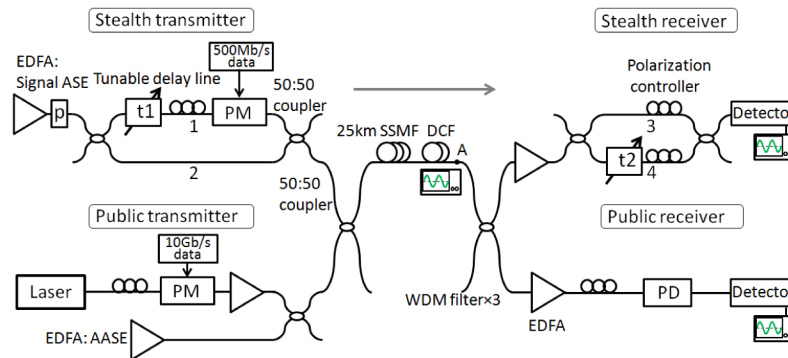 Stealth transmitter
Stealth receiver
EDFA:
Signal ASE
p
Tunable delay line
t1
1
500Mb/s
data
PM
50:50
coupler
2
25km SSMF
DCF
A
Polarization
controller
3
t2
4
Detecto
Public transmitter
50:50
coupler
Public receiver
10Gb/s
data
Laser
PM
EDFA: AASE
WDM filter×3
EDFA
PD
Detecto